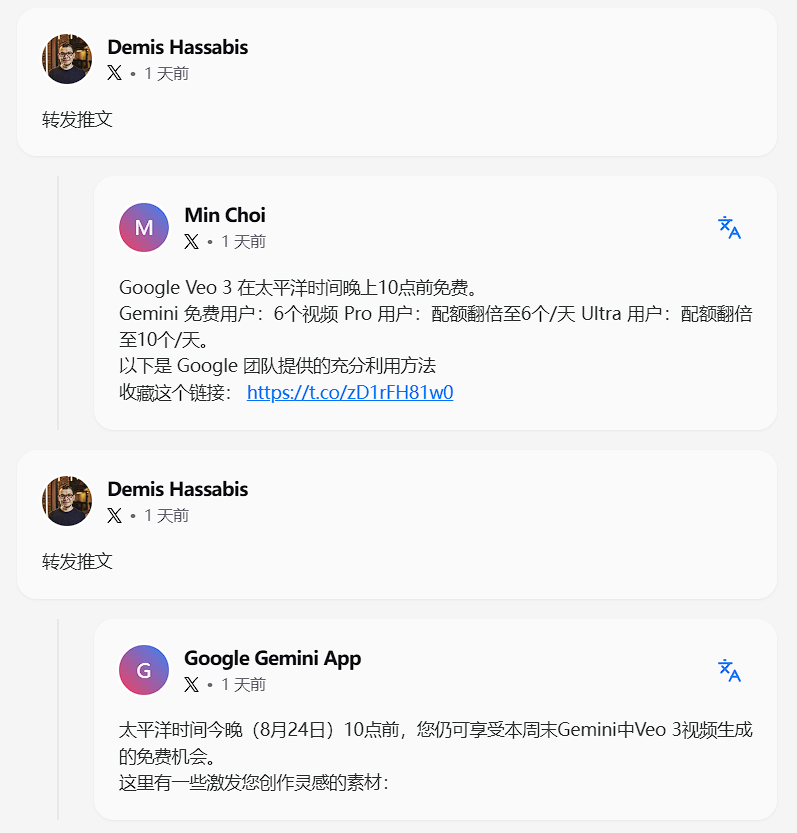 Demis Hassabis
X • 1 天前
转发推文
M
Min Choi
X • 1 天前
Google Veo 3 在太平洋时间晚上10点前免费。
Gemini 免费用户：6个视频 Pro 用户：配额翻倍至6个/天 Ultra 用户：配额翻倍
至10个/天。
以下是 Google 团队提供的充分利用方法
收藏这个链接： https://t.co/zD1rFH81w0
Demis Hassabis
X • 1 天前
转发推文
G
Google Gemini App
X • 1 天前
太平洋时间今晚（8月24日）10点前，您仍可享受本周末Gemini中Veo 3视频生成
的免费机会。
这里有一些激发您创作灵感的素材：